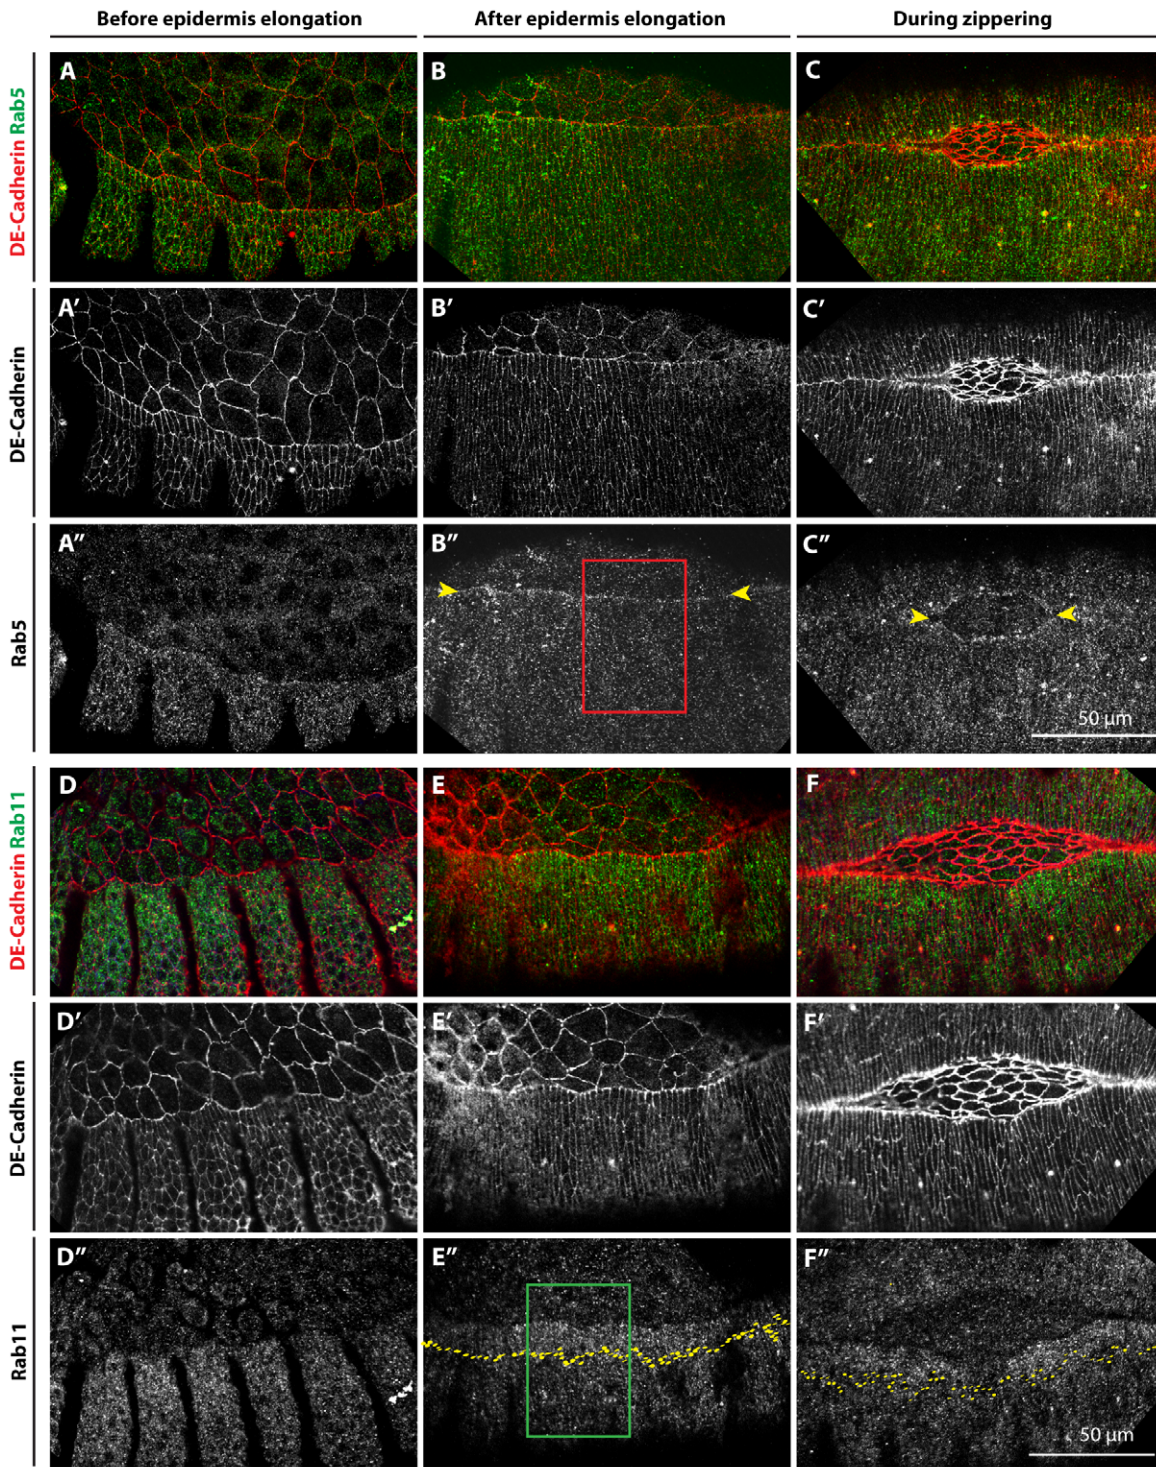 Before epidermis elongation
After epidermis elongation
During zippering
DE-Cadherin Rab5
A
B
C
DE-Cadherin
A’
B’
C’
Rab5
A”
B”
C”
50 µm
DE-Cadherin Rab11
D
E
F
DE-Cadherin
D’
E’
F’
Rab11
D”
E”
F”
50 µm